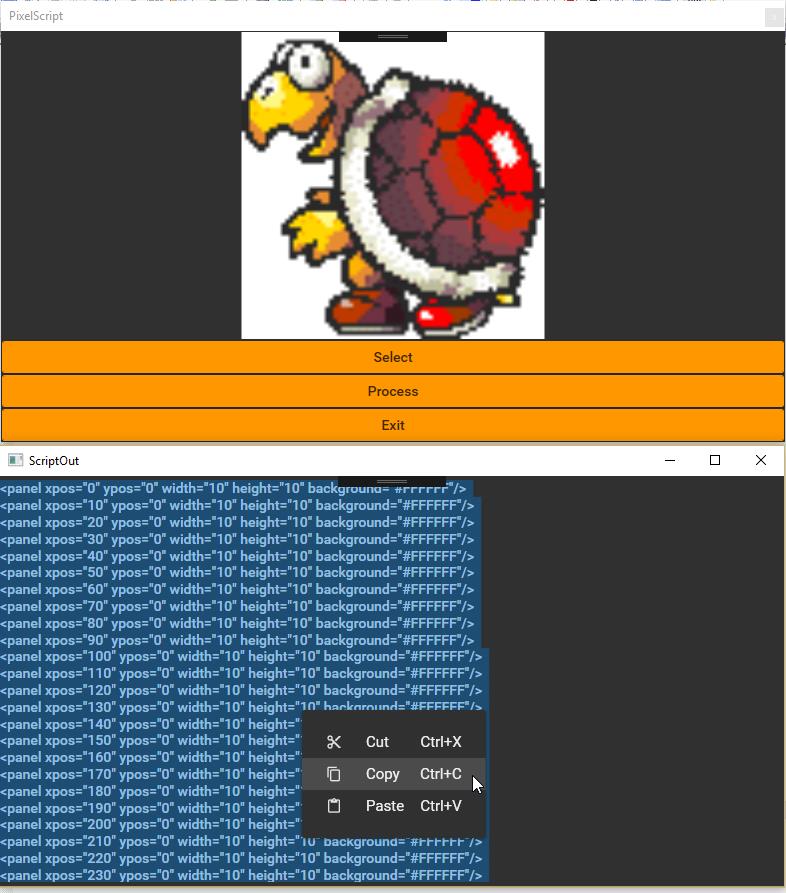 PixelScript
Select
Process
Exit
ScriptOut
<panel xpos="0" ypos="0" width="10" height="10" background="#FFFFFF"/>
<panel xpos="10" ypos="0" width="10" height="10" background="#FFFFFF"/>
<panel xpos="20" ypos="0" width="10" height="10" background="#FFFFFF"/>
<panel xpos="30" ypos="0" width="10" height="10" background="#FFFFFF"/>
<panel xpos="40" ypos="0" width="10" height="10" background="#FFFFFF"/>
<panel xpos="50" ypos="0" width="10" height="10" background="#FFFFFF"/>
<panel xpos="60" ypos="0" width="10" height="10" background="#FFFFFF"/>
<panel xpos="70" ypos="0" width="10" height="10" background="#FFFFFF"/>
<panel xpos="80" ypos="0" width="10" height="10" background="#FFFFFF"/>
<panel xpos="90" ypos="0" width="10" height="10" background="#FFFFFF"/>
<panel xpos="100" ypos="0" width="10" height="10" background="#FFFFFF"/>
<panel xpos="110" ypos="0" width="10" height="10" background="#FFFFFF"/>
<panel xpos="120" ypos="0" width="10" height="10" background="#FFFFFF"/>
<panel xpos="130" ypos="0" width="10" height="10" background="#FFFFFF"/>
<panel xpos="140" ypos="0" width="10" height="10"
<panel xpos="150" ypos="0" width="10" height="10"
<panel xpos="160" ypos="0" width="10" height="10"
<panel xpos="170" ypos="0" width="10" height="10"
<panel xpos="180" ypos="0" width="10" height="10"
<panel xpos="190" ypos="0" width="10" height="10"
<panel xpos="200" ypos="0" width="10" height="10"
<panel xpos="210" ypos="0" width="10" height="10" background="#FFFFFF"/>
<panel xpos="220" ypos="0" width="10" height="10" background="#FFFFFF"/>
<panel xpos="230" ypos="0" width="10" height="10" background="#FFFFFF"/>
Cut Ctrl+X
Copy Ctrl+C
Paste Ctrl+V